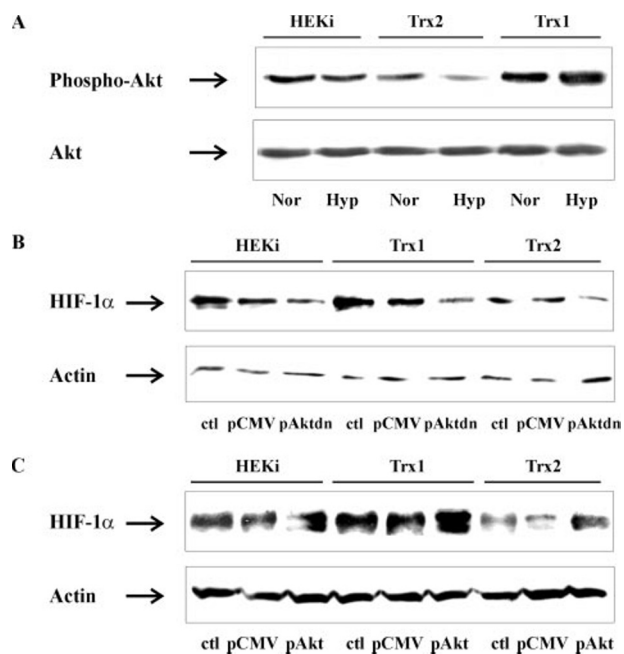 A
HEKi Trx2 Trx1
Phospho-Akt
Akt
Nor Hyp Nor Hyp Nor Hyp
B
HEKi Trx1 Trx2
HIF-1α
Actin
ctl pCMV pAktdn ctl pCMV pAktdn ctl pCMV pAktdn
C
HEKi Trx1 Trx2
HIF-1α
Actin
ctl pCMV pAkt ctl pCMV pAkt ctl pCMV pAkt